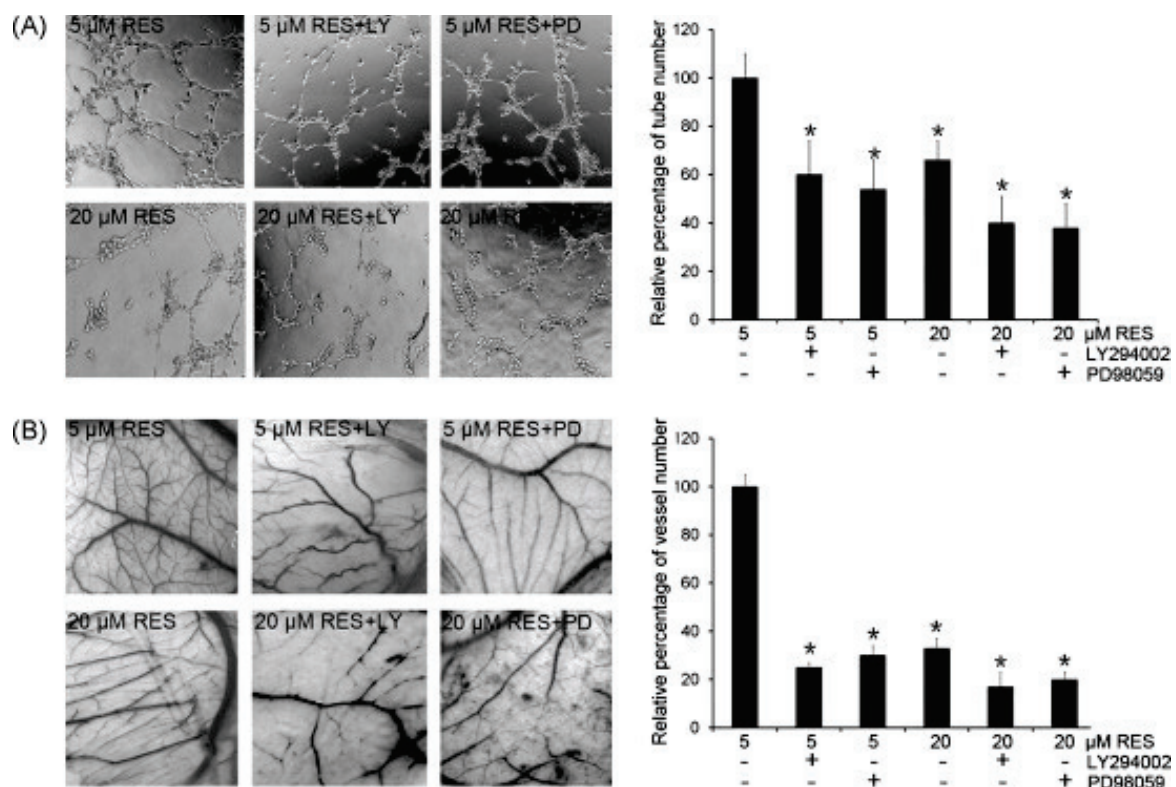 (A)
5 µM RES
5 µM RES+LY
5 µM RES+PD
20 µM RES
20 µM RES+LY
20 µM
Relative percentage of tube number
120
100
80
60
40
20
0
5 5 5 20 20 20 µM RES
- + - - + - LY294002
- - + - - + PD98059
(B)
5 µM RES
5 µM RES+LY
5 µM RES+PD
20 µM RES
20 µM RES+LY
20 µM RES+PD
Relative percentage of vessel number
120
100
80
60
40
20
0
5 5 5 20 20 20 µM RES
- + - - + - LY294002
- - + - - + PD98059